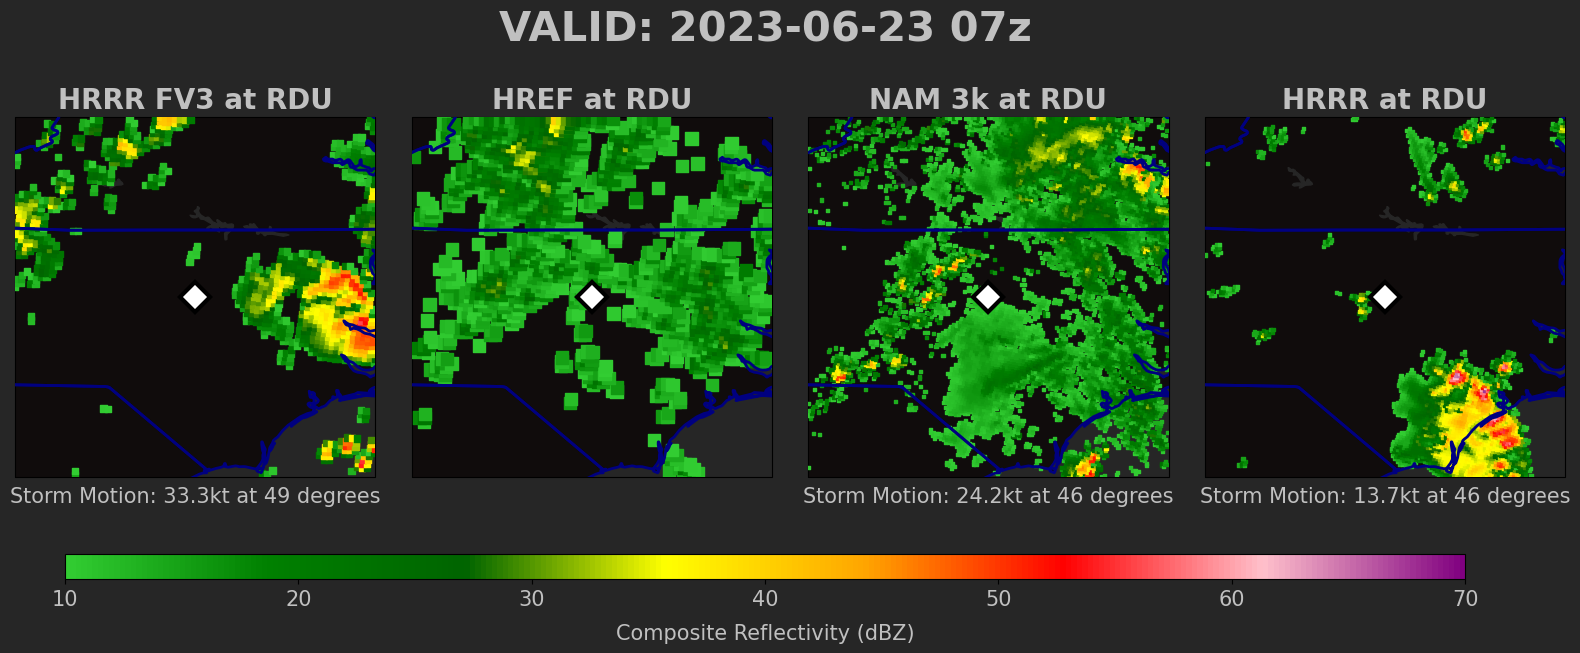 VALID: 2023-06-23 07z
HRRR FV3 at RDU
HREF at RDU
NAM 3k at RDU
HRRR at RDU
Storm Motion: 33.3kt at 49 degrees
Storm Motion: 24.2kt at 46 degrees
Storm Motion: 13.7kt at 46 degrees
10 20 30 40 50 60 70
Composite Reflectivity (dBZ)